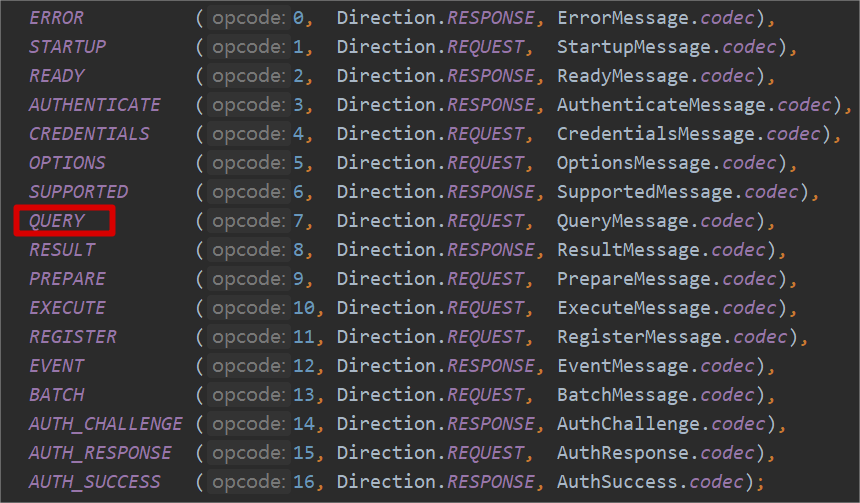 ERROR (opcode: 0, Direction.RESPONSE, ErrorMessage.codec),
STARTUP (opcode: 1, Direction.REQUEST, StartupMessage.codec),
READY (opcode: 2, Direction.RESPONSE, ReadyMessage.codec),
AUTHENTICATE (opcode: 3, Direction.RESPONSE, AuthenticateMessage.codec),
CREDENTIALS (opcode: 4, Direction.REQUEST, CredentialsMessage.codec),
OPTIONS (opcode: 5, Direction.REQUEST, OptionsMessage.codec),
SUPPORTED (opcode: 6, Direction.RESPONSE, SupportedMessage.codec),
QUERY (opcode: 7, Direction.REQUEST, QueryMessage.codec),
RESULT (opcode: 8, Direction.RESPONSE, ResultMessage.codec),
PREPARE (opcode: 9, Direction.REQUEST, PrepareMessage.codec),
EXECUTE (opcode: 10, Direction.REQUEST, ExecuteMessage.codec),
REGISTER (opcode: 11, Direction.REQUEST, RegisterMessage.codec),
EVENT (opcode: 12, Direction.RESPONSE, EventMessage.codec),
BATCH (opcode: 13, Direction.REQUEST, BatchMessage.codec),
AUTH_CHALLENGE (opcode: 14, Direction.RESPONSE, AuthChallenge.codec),
AUTH_RESPONSE (opcode: 15, Direction.REQUEST, AuthResponse.codec),
AUTH_SUCCESS (opcode: 16, Direction.RESPONSE, AuthSuccess.codec);